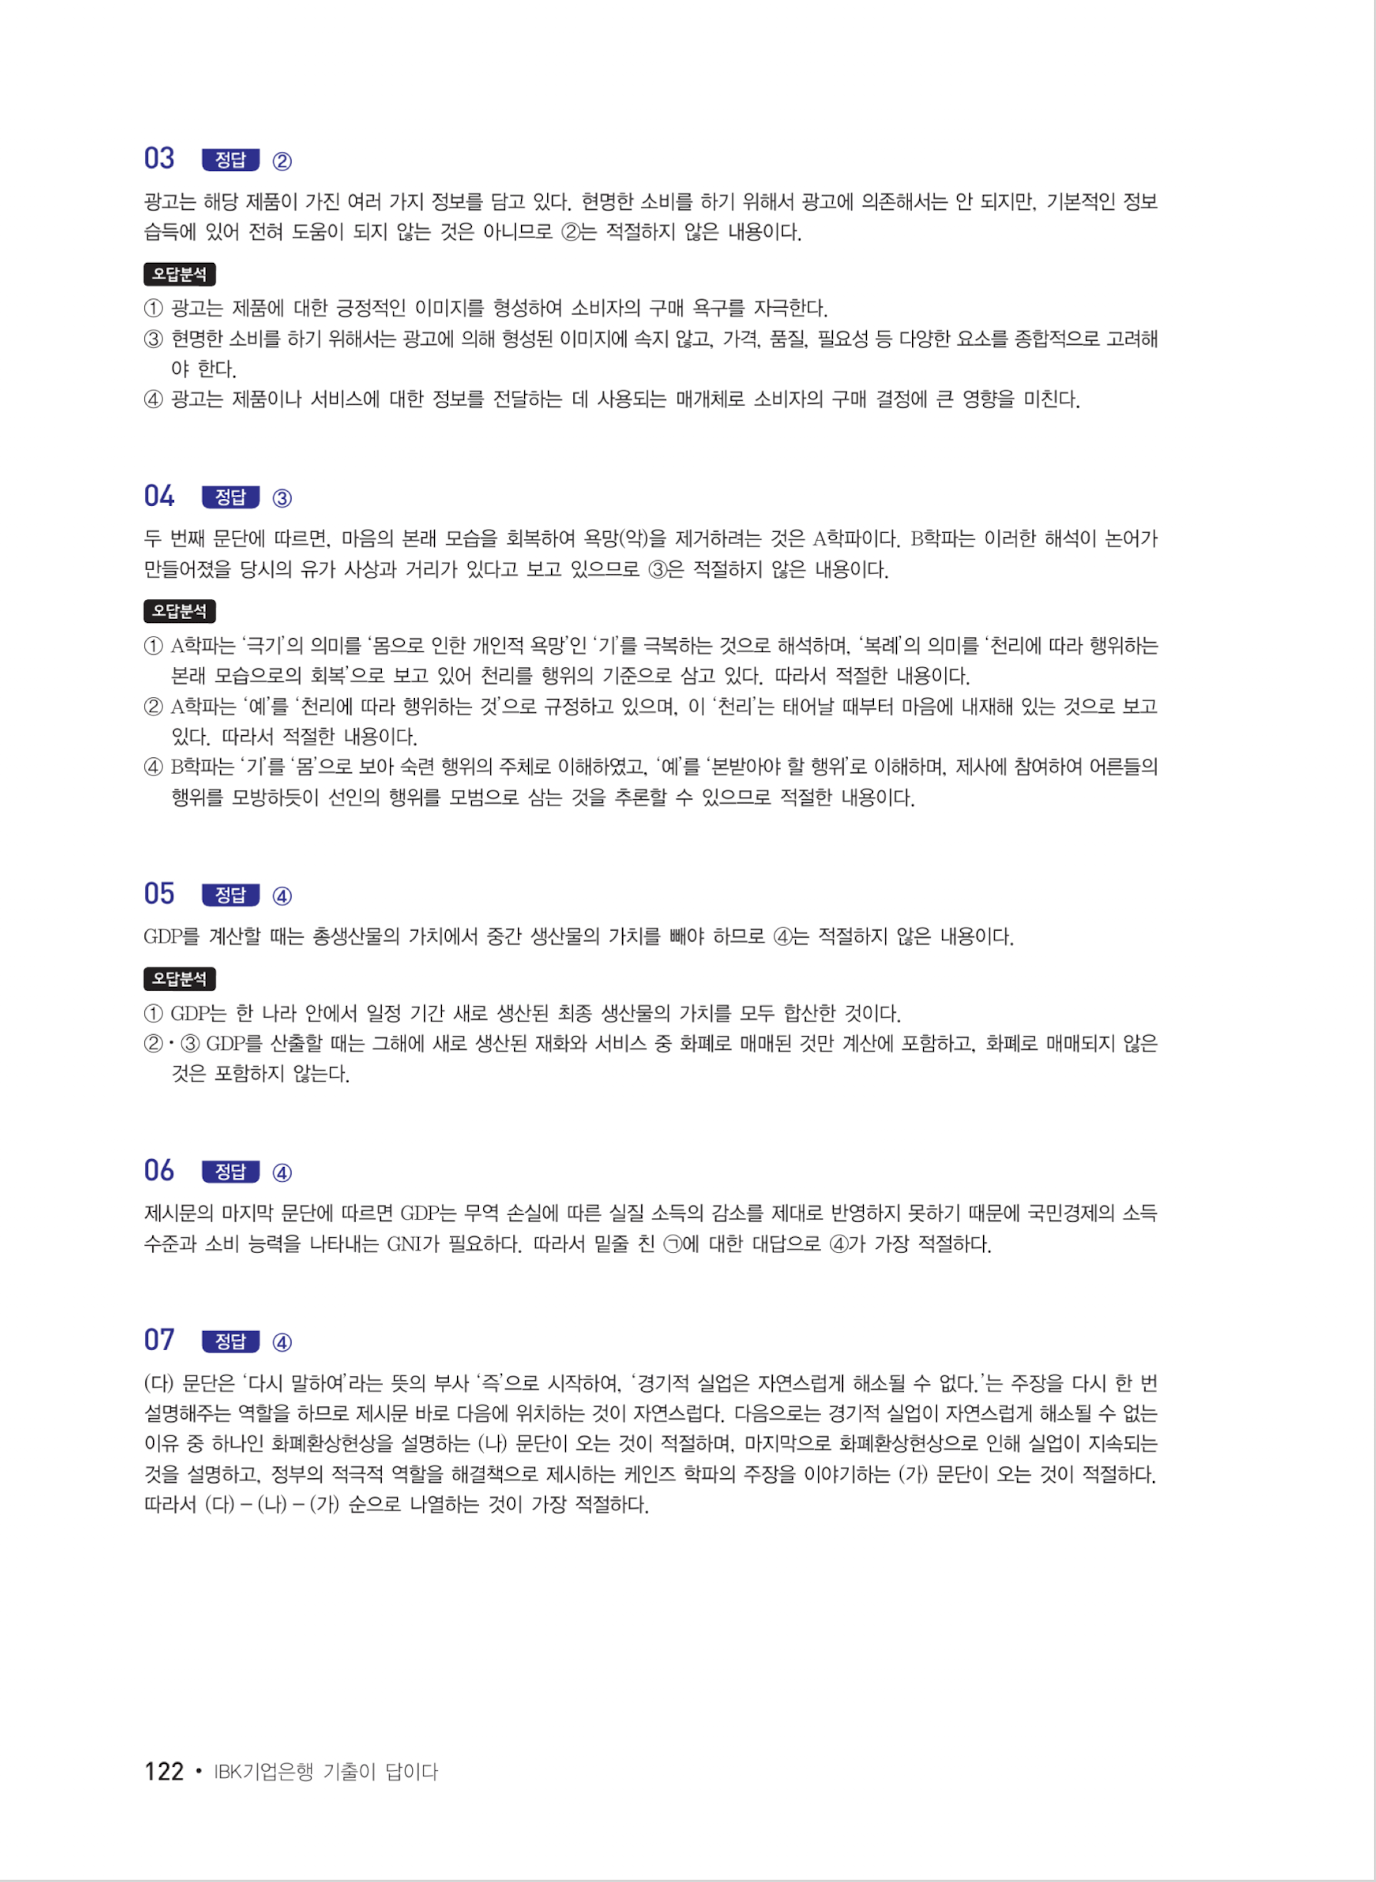 03 정답 ②
광고는 해당 제품이 가진 여러 가지 정보를 담고 있다. 현명한 소비를 하기 위해서 광고에 의존해서는 안 되지만, 기본적인 정보
습득에 있어 전혀 도움이 되지 않는 것은 아니므로 ②는 적절하지 않은 내용이다.
오답분석
① 광고는 제품에 대한 긍정적인 이미지를 형성하여 소비자의 구매 욕구를 자극한다.
③ 현명한 소비를 하기 위해서는 광고에 의해 형성된 이미지에 속지 않고, 가격, 품질, 필요성 등 다양한 요소를 종합적으로 고려해
야 한다.
④ 광고는 제품이나 서비스에 대한 정보를 전달하는 데 사용되는 매개체로 소비자의 구매 결정에 큰 영향을 미친다.
04 정답 ③
두 번째 문단에 따르면, 마음의 본래 모습을 회복하여 욕망(악)을 제거하려는 것은 A학파이다. B학파는 이러한 해석이 논어가
만들어졌을 당시의 유가 사상과 거리가 있다고 보고 있으므로 ③은 적절하지 않은 내용이다.
오답분석
① A학파는 ‘극기’의 의미를 ‘몸으로 인한 개인적 욕망’인 ‘기’를 극복하는 것으로 해석하며, ‘복례’의 의미를 ‘천리에 따라 행위하는
본래 모습으로의 회복’으로 보고 있어 천리를 행위의 기준으로 삼고 있다. 따라서 적절한 내용이다.
② A학파는 ‘예’를 ‘천리에 따라 행위하는 것’으로 규정하고 있으며, 이 ‘천리’는 태어날 때부터 마음에 내재해 있는 것으로 보고
있다. 따라서 적절한 내용이다.
④ B학파는 ‘기’를 ‘몸’으로 보아 숙련 행위의 주체로 이해하였고, ‘예’를 ‘본받아야 할 행위’로 이해하며, 제사에 참여하여 어른들의
행위를 모방하듯이 선인의 행위를 모범으로 삼는 것을 추론할 수 있으므로 적절한 내용이다.
05 정답 ④
GDP를 계산할 때는 총생산물의 가치에서 중간 생산물의 가치를 빼야 하므로 ④는 적절하지 않은 내용이다.
오답분석
① GDP는 한 나라 안에서 일정 기간 새로 생산된 최종 생산물의 가치를 모두 합산한 것이다.
②·③ GDP를 산출할 때는 그해에 새로 생산된 재화와 서비스 중 화폐로 매매된 것만 계산에 포함하고, 화폐로 매매되지 않은
것은 포함하지 않는다.
06 정답 ④
제시문의 마지막 문단에 따르면 GDP는 무역 손실에 따른 실질 소득의 감소를 제대로 반영하지 못하기 때문에 국민경제의 소득
수준과 소비 능력을 나타내는 GNI가 필요하다. 따라서 밑줄 친 ㉠에 대한 대답으로 ④가 가장 적절하다.
07 정답 ④
(다) 문단은 ‘다시 말하여’라는 뜻의 부사 ‘즉’으로 시작하여, ‘경기적 실업은 자연스럽게 해소될 수 없다.’는 주장을 다시 한 번
설명해주는 역할을 하므로 제시문 바로 다음에 위치하는 것이 자연스럽다. 다음으로는 경기적 실업이 자연스럽게 해소될 수 없는
이유 중 하나인 화폐환상현상을 설명하는 (나) 문단이 오는 것이 적절하며, 마지막으로 화폐환상현상으로 인해 실업이 지속되는
것을 설명하고, 정부의 적극적 역할을 해결책으로 제시하는 케인즈 학파의 주장을 이야기하는 (가) 문단이 오는 것이 적절하다.
따라서 (다) – (나) – (가) 순으로 나열하는 것이 가장 적절하다.
122 • IBK기업은행 기출이 답이다